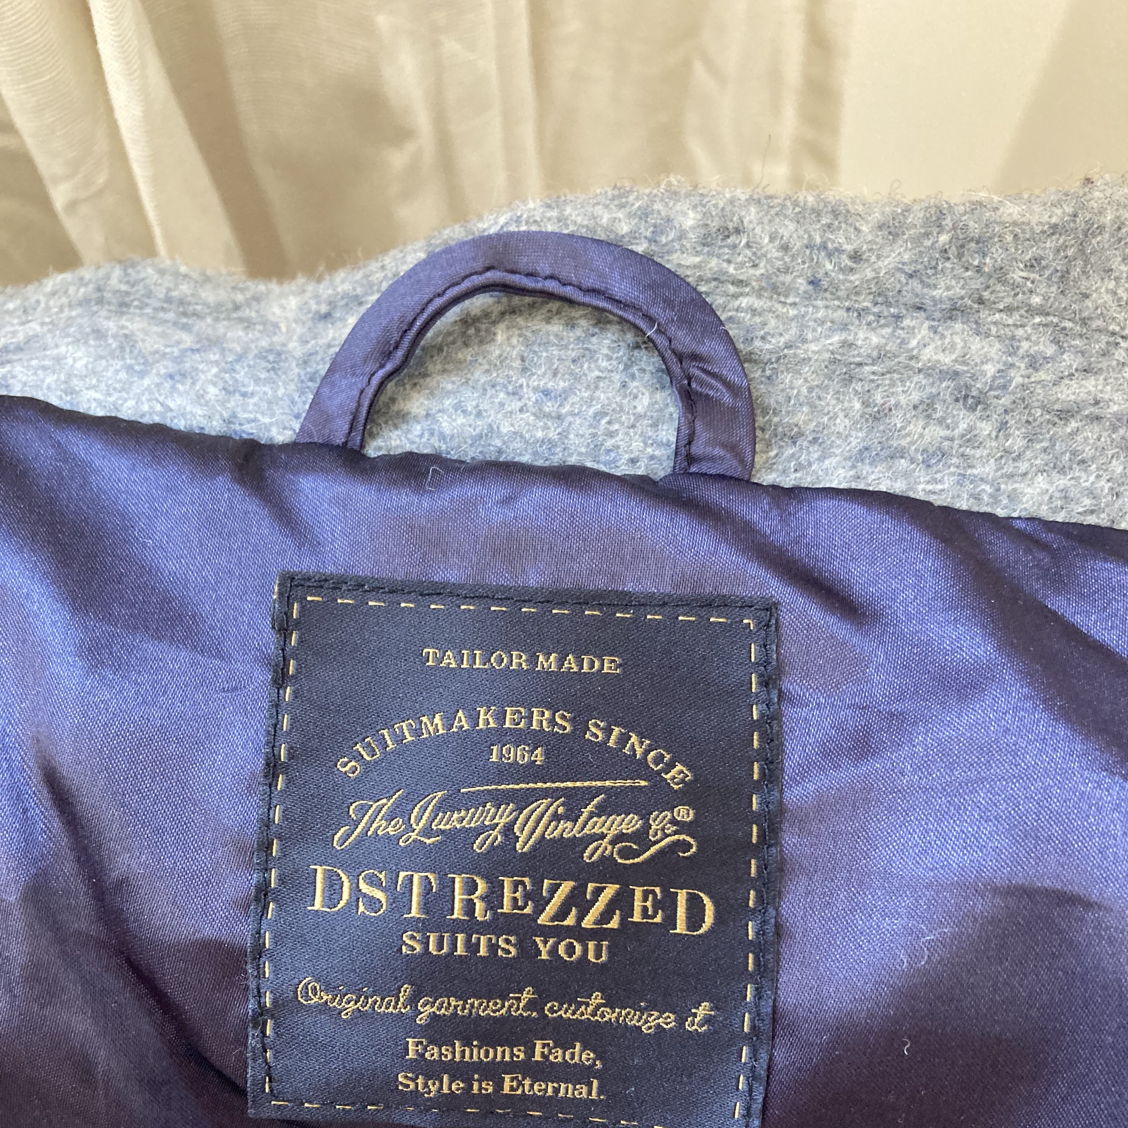 TAILOR MADE
SUITMAKERS SINCE
1964
The Luxury Vintage Co.®
DSTREZZED
SUITS YOU
Original garment, customize it
Fashions Fade,
Style is Eternal.